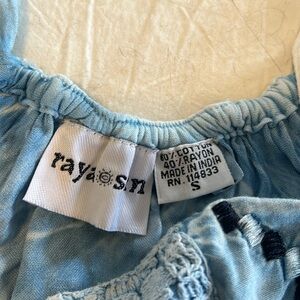 raya sun
60% COTTON
40% RAYON
MADE IN INDIA
RN. 114833
S